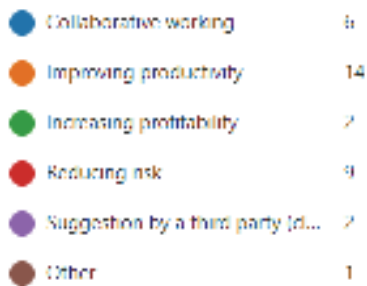 Collaborative working 6
Improving productivity 14
Increasing profitability 2
Reducing risk 9
Suggestion by a third party (cl... 2
Other 1